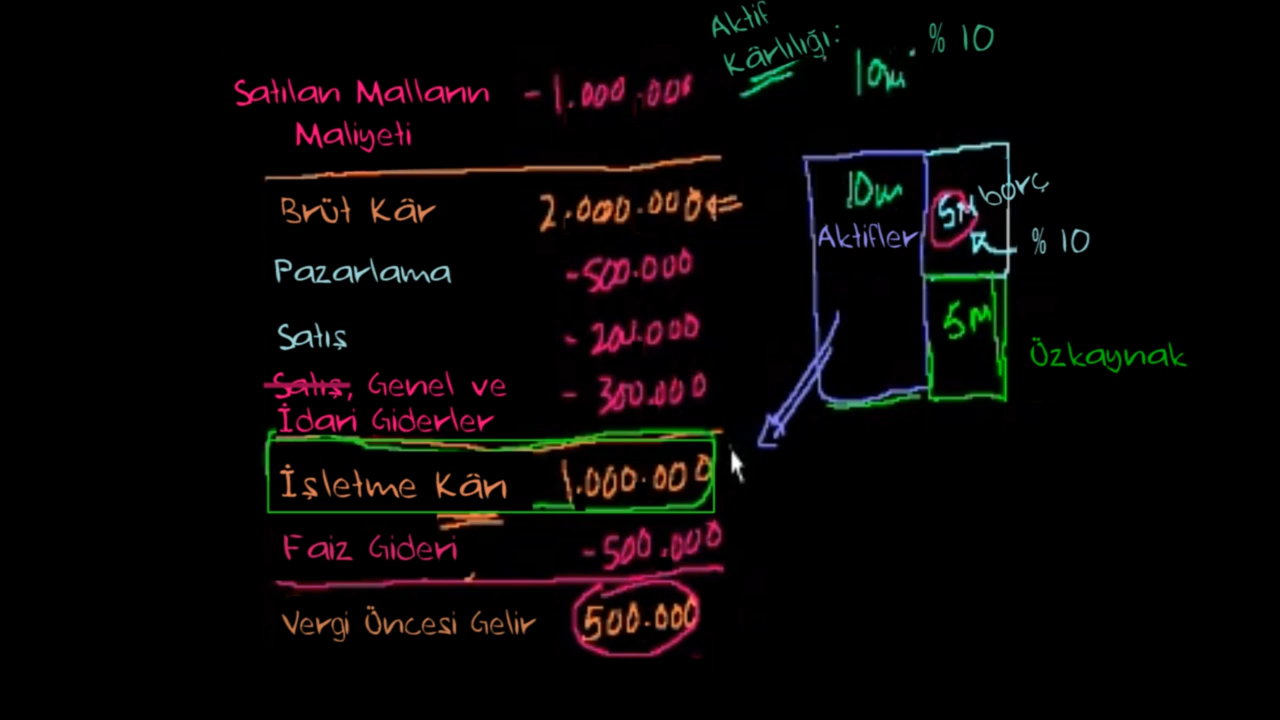 Aktif
Kârlılığı:
% 10
10m
Satılan Malların
Maliyeti
- 1.000.000
Brüt Kâr
2.000.000
Pazarlama
-500.000
Satış
- 200.000
Satış, Genel ve
İdari Giderler
- 300.000
İşletme Kârı
1.000.000
Faiz Gideri
-500.000
Vergi Öncesi Gelir
500.000
10m
Aktifler
5M
borç
% 10
5M
Üzkaynak